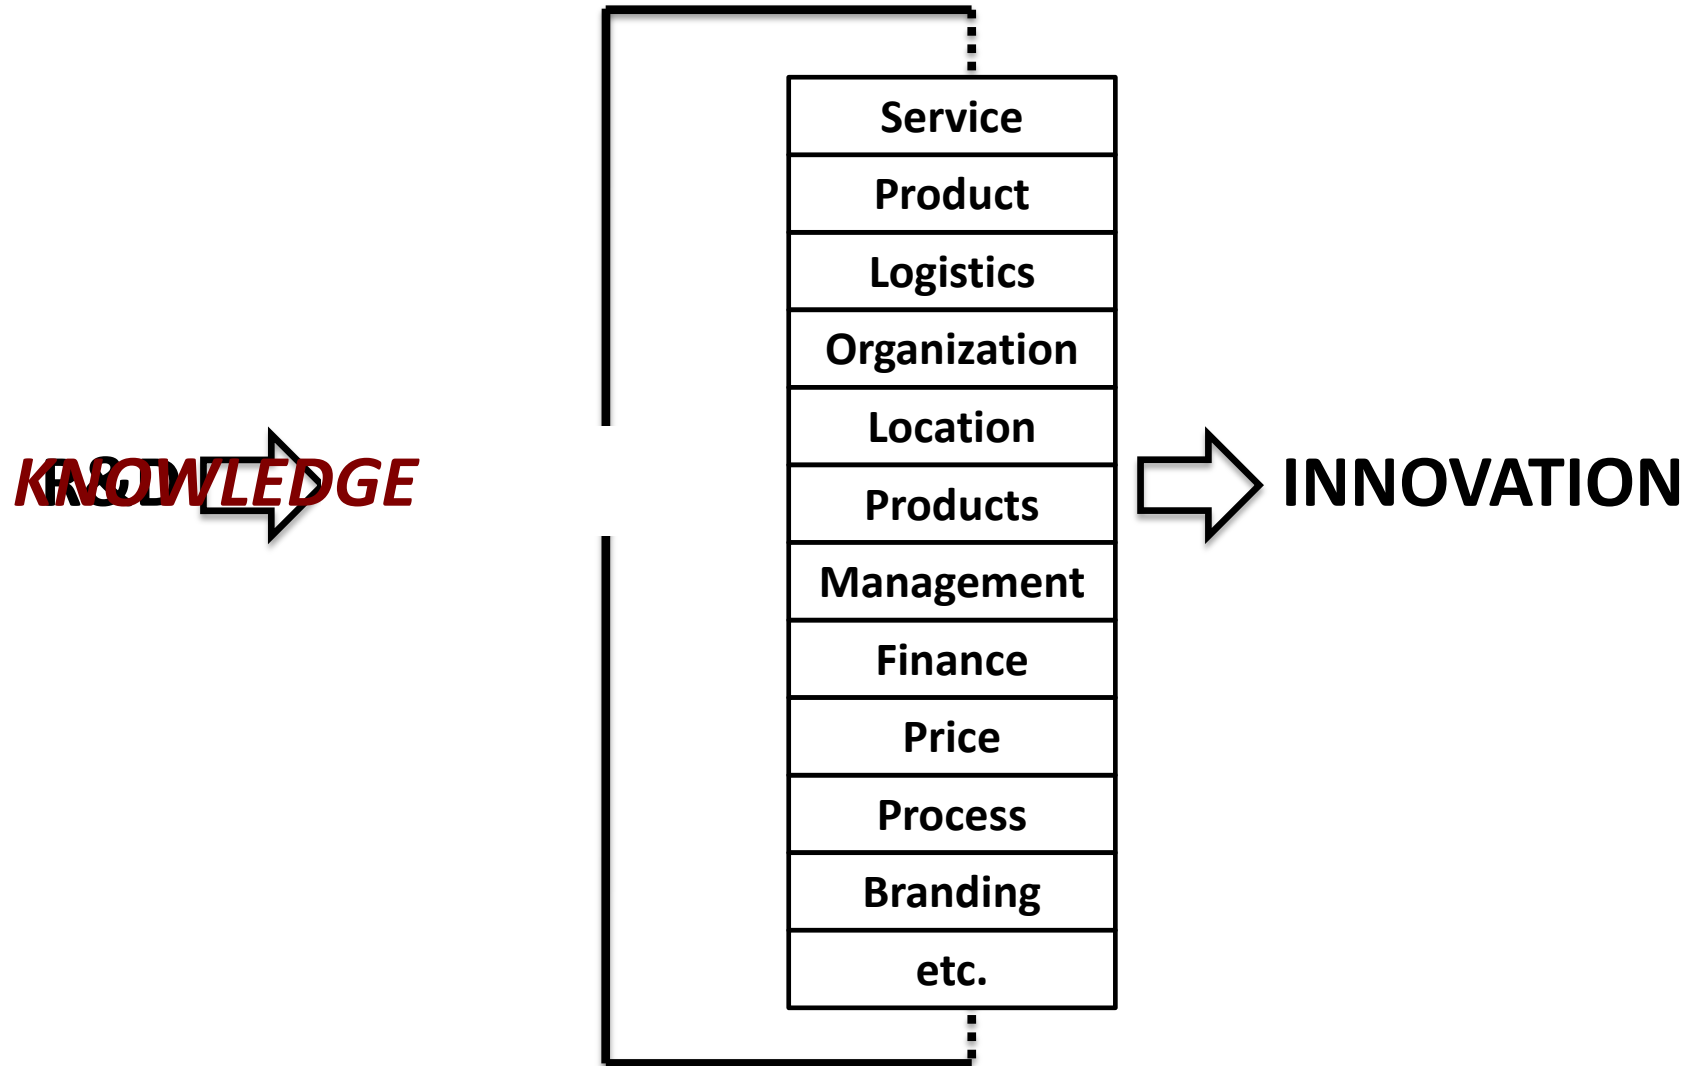 Service
Product
Logistics
Organization
Location
R&D
KNOWLEDGE
INNOVATION
Products
Management
Finance
Price
Process
Branding
etc.